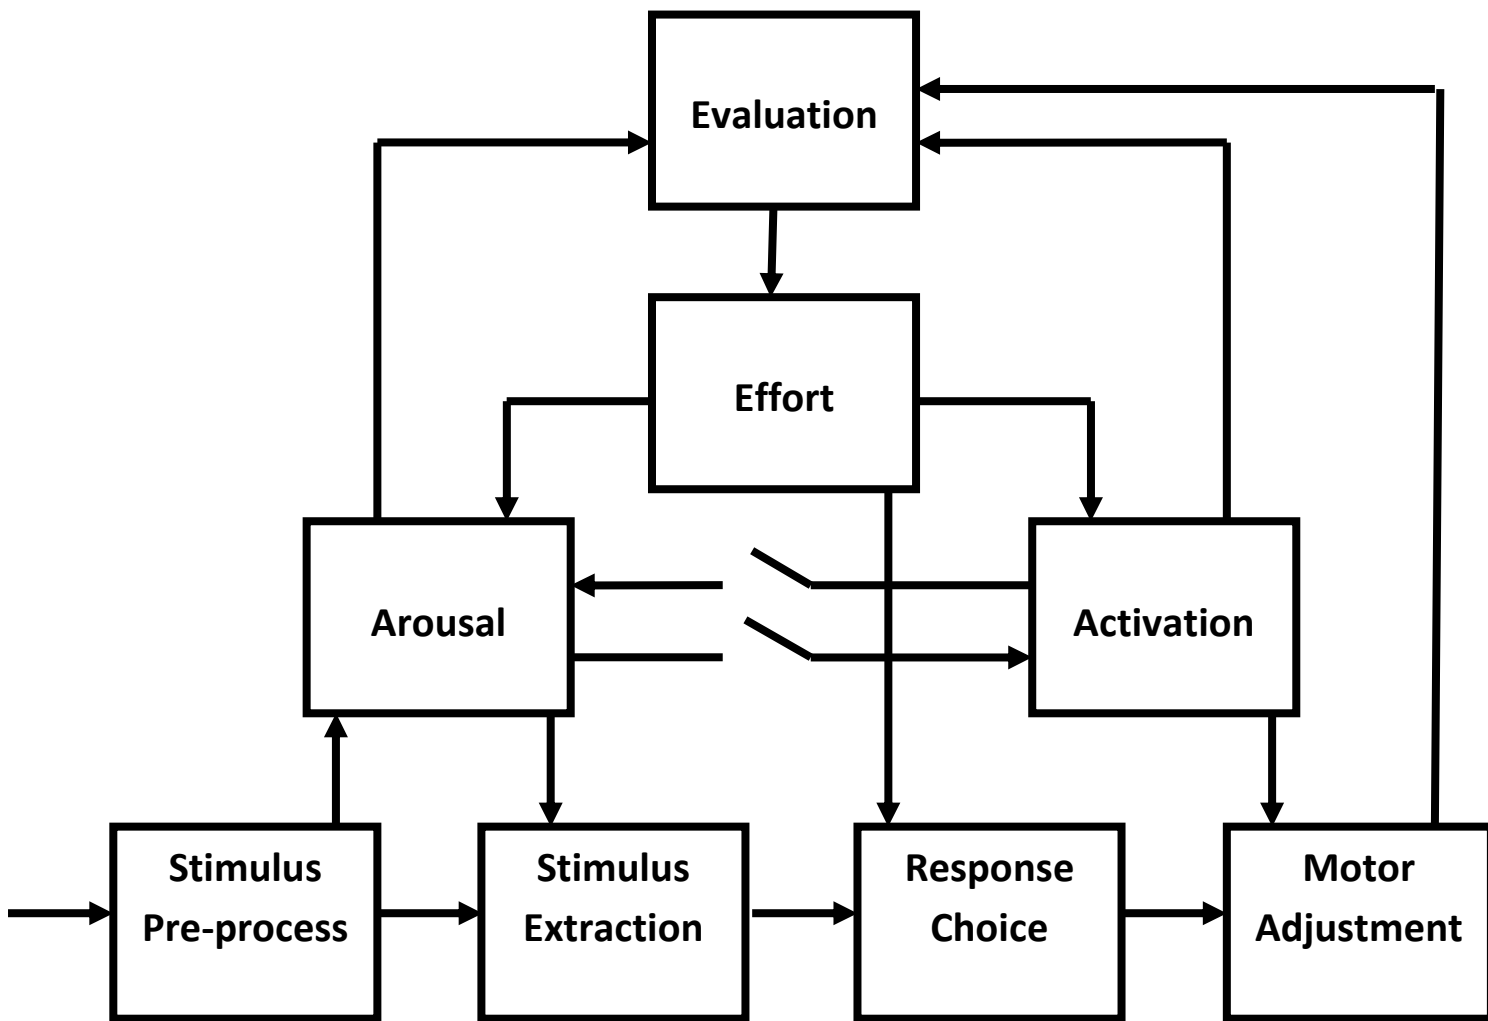 Evaluation
Effort
Arousal
Activation
Stimulus
Pre-process
Stimulus
Extraction
Response
Choice
Motor
Adjustment